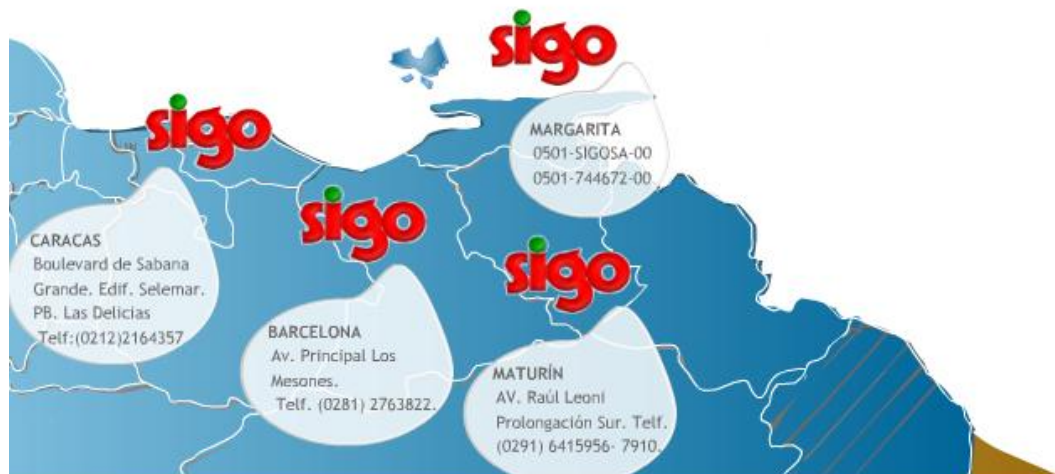 sigo
MARGARITA
0501-SIGOSA-00
0501-744672-00
sigo
CARACAS
Boulevard de Sabana
Grande. Edif. Selemar.
PB. Las Delicias
Telf:(0212)2164357
sigo
BARCELONA
Av. Principal Los
Mesones.
Telf. (0281) 2763822.
sigo
MATURÍN
AV. Raúl Leoni
Prolongación Sur. Telf.
(0291) 6415956- 7910.